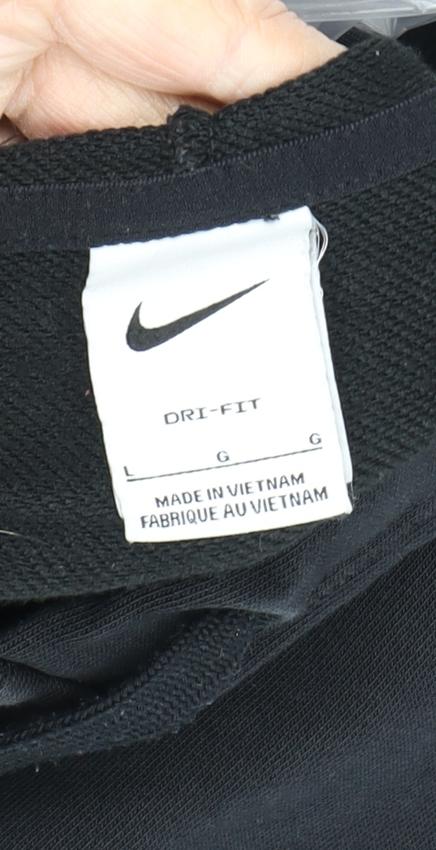 DRI-FIT
L G G
MADE IN VIETNAM
FABRIQUE AU VIETNAM